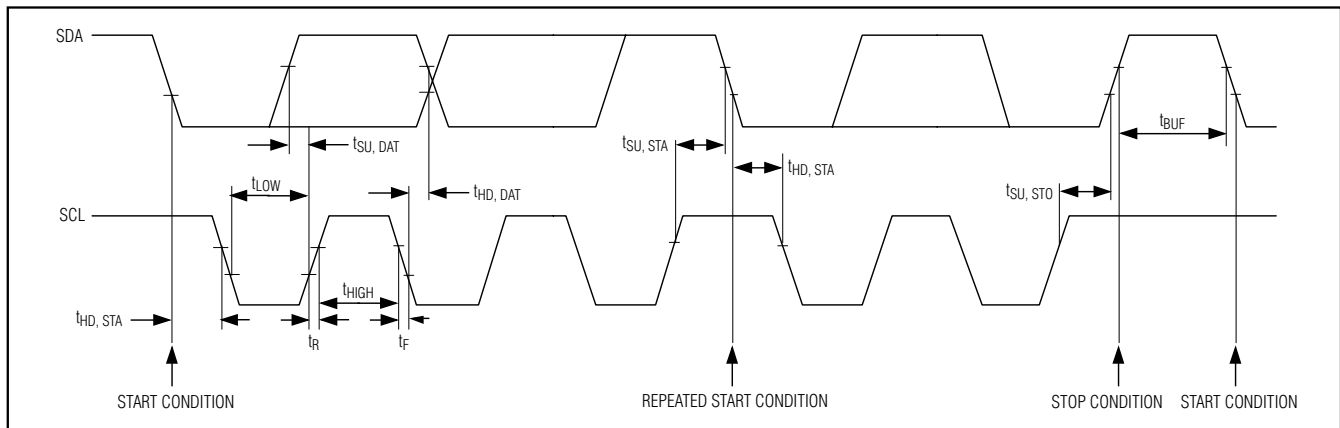 SDA
tSU, DAT
tSU, STA
tBUF
tLOW
tHD, DAT
tHD, STA
tSU, STO
SCL
tHIGH
tHD, STA
tR
tF
START CONDITION
REPEATED START CONDITION
STOP CONDITION
START CONDITION